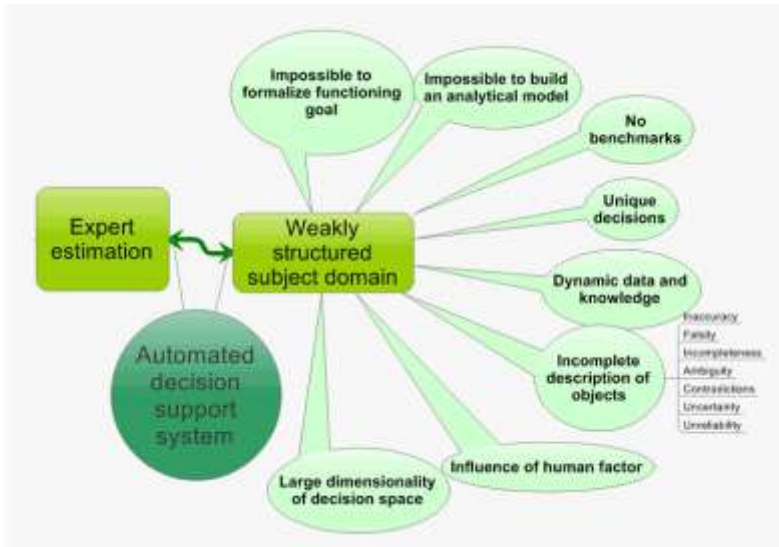 Impossible to
formalize functioning
goal
Impossible to build
an analytical model
No
benchmarks
Unique
decisions
Expert
estimation
Weakly
structured
subject domain
Dynamic data and
knowledge
Inaccuracy
Falsity
Incompleteness
Ambiguity
Contradictions
Uncertainty
Unreliability
Incomplete
description of
objects
Automated
decision
support
system
Influence of human factor
Large dimensionality
of decision space